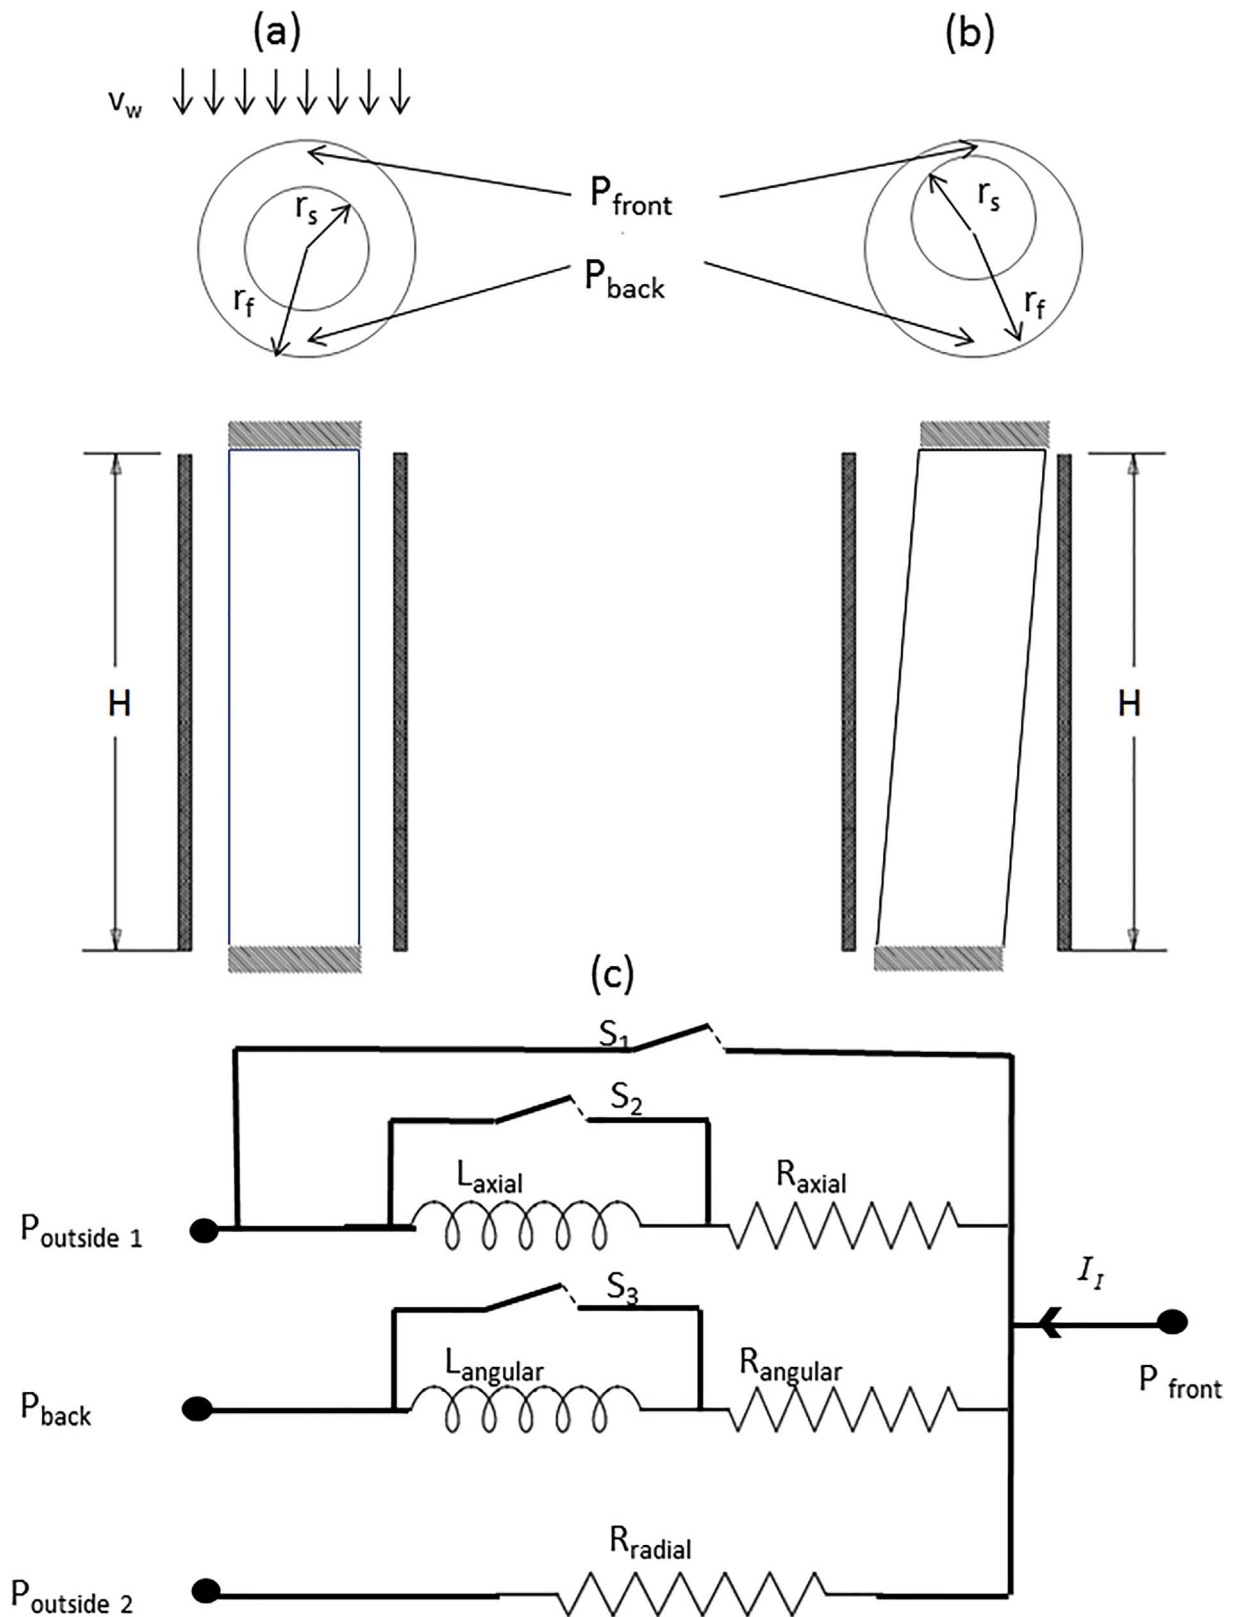 (a)
(b)
v_w
P_front
r_s
r_s
P_back
r_f
r_f
H
H
(c)
S_1
S_2
L_axial
R_axial
P_outside 1
I_I
S_3
L_angular
R_angular
P_front
P_back
R_radial
P_outside 2